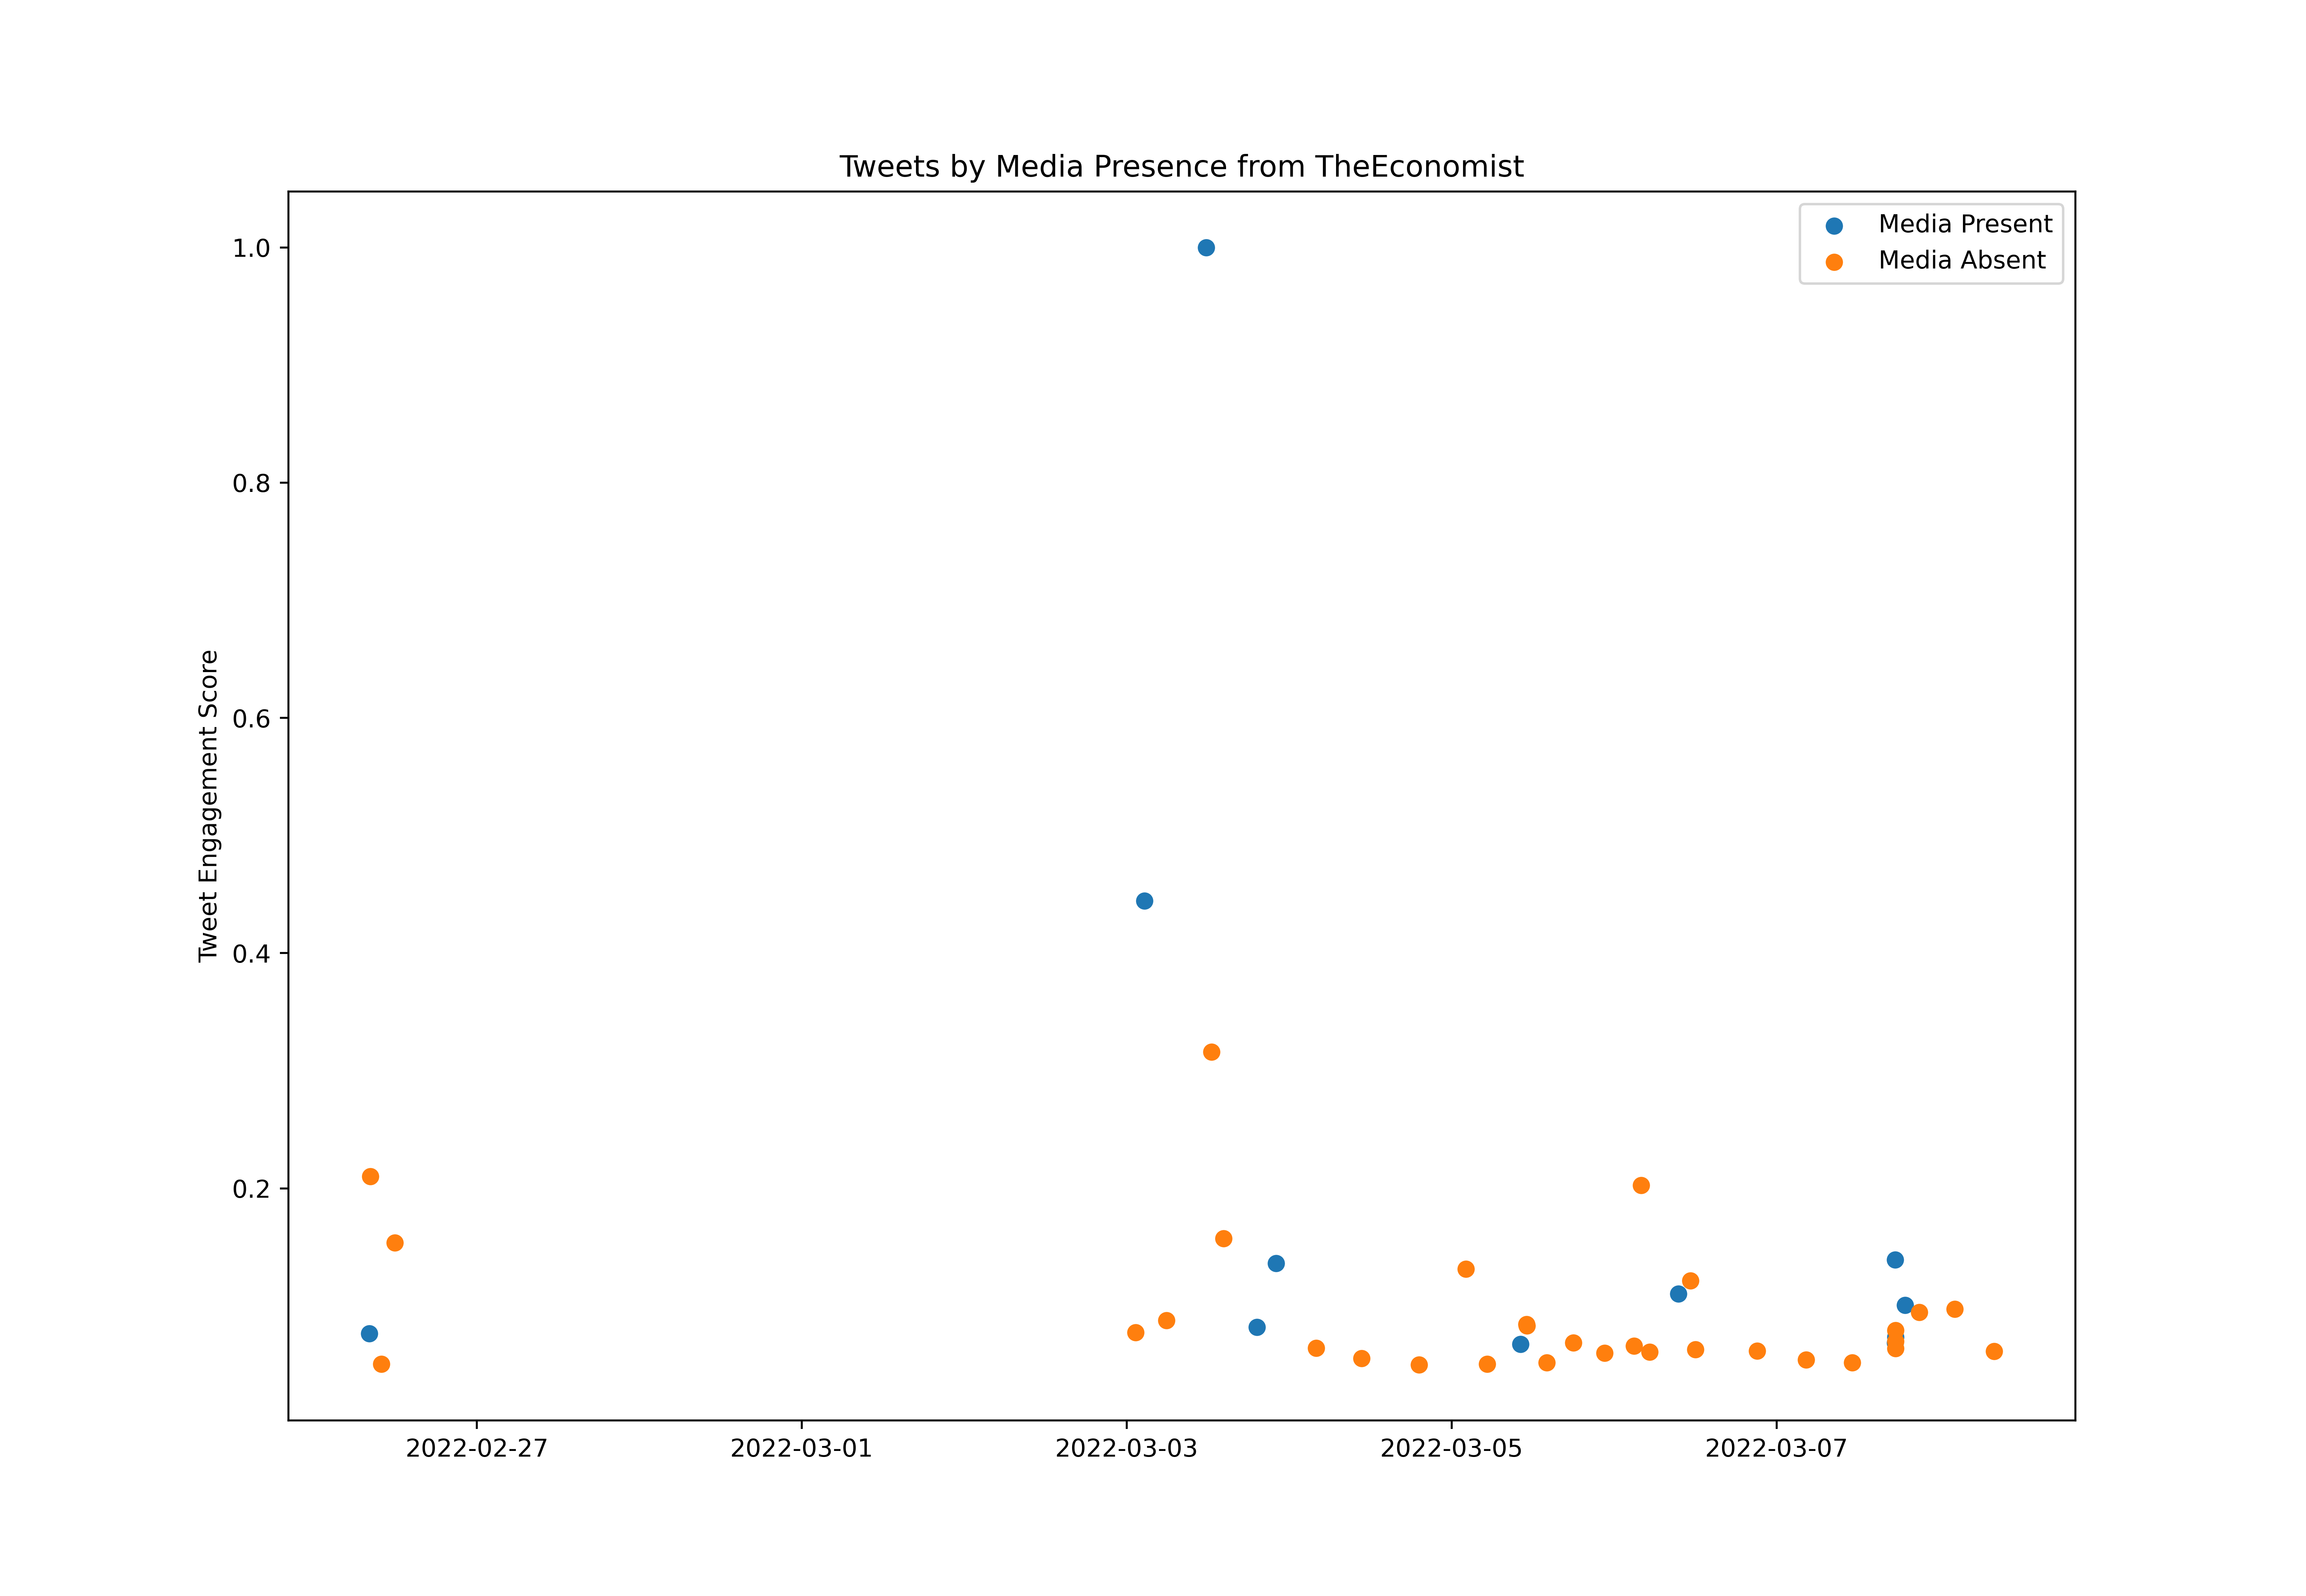 Tweets by Media Presence from TheEconomist
Media Present
Media Absent
Tweet Engagement Score
1.0
0.8
0.6
0.4
0.2
2022-02-27
2022-03-01
2022-03-03
2022-03-05
2022-03-07